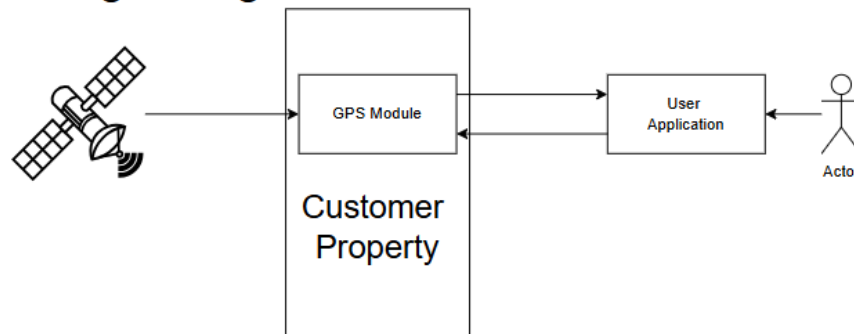 GPS Module
User
Application
Acto
Customer
Property